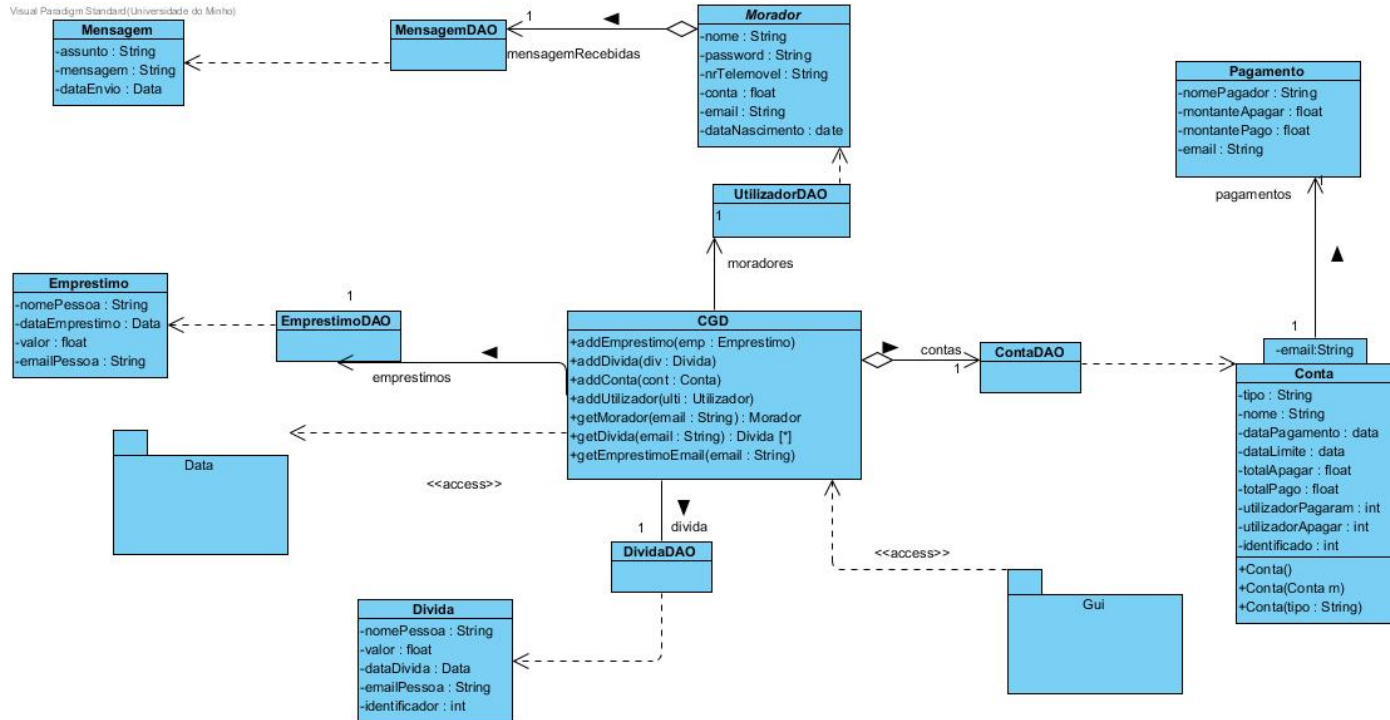 Visual Paradigm Standard(Universidade do Minho)
Mensagem
-assunto : String
-mensagem : String
-dataEnvio : Data
MensagemDAO
1
mensagemRecebidas
Morador
-nome : String
-password : String
-nrTelemovel : String
-conta : float
-email : String
-dataNascimento : date
Pagamento
-nomePagador : String
-montanteApagar : float
-montantePago : float
-email : String
1
pagamentos
UtilizadorDAO
1
moradores
Emprestimo
-nomePessoa : String
-dataEmprestimo : Data
-valor : float
-emailPessoa : String
1
EmprestimoDAO
emprestimos
CGD
+addEmprestimo(emp : Emprestimo)
+addDivida(div : Divida)
+addConta(cont : Conta)
+addUtilizador(ulti : Utilizador)
+getMorador(email : String) : Morador
+getDivida(email : String) : Divida [*]
+getEmprestimoEmail(email : String)
contas
1
ContaDAO
1
-email:String
Conta
-tipo : String
-nome : String
-dataPagamento : data
-dataLimite : data
-totalApagar : float
-totalPago : float
-utilizadorPagaram : int
-utilizadorApagar : int
-identificado : int
+Conta()
+Conta(Conta m)
+Conta(tipo : String)
Data
<<access>>
1
divida
DividaDAO
<<access>>
Gui
Divida
-nomePessoa : String
-valor : float
-dataDivida : Data
-emailPessoa : String
-identificador : int